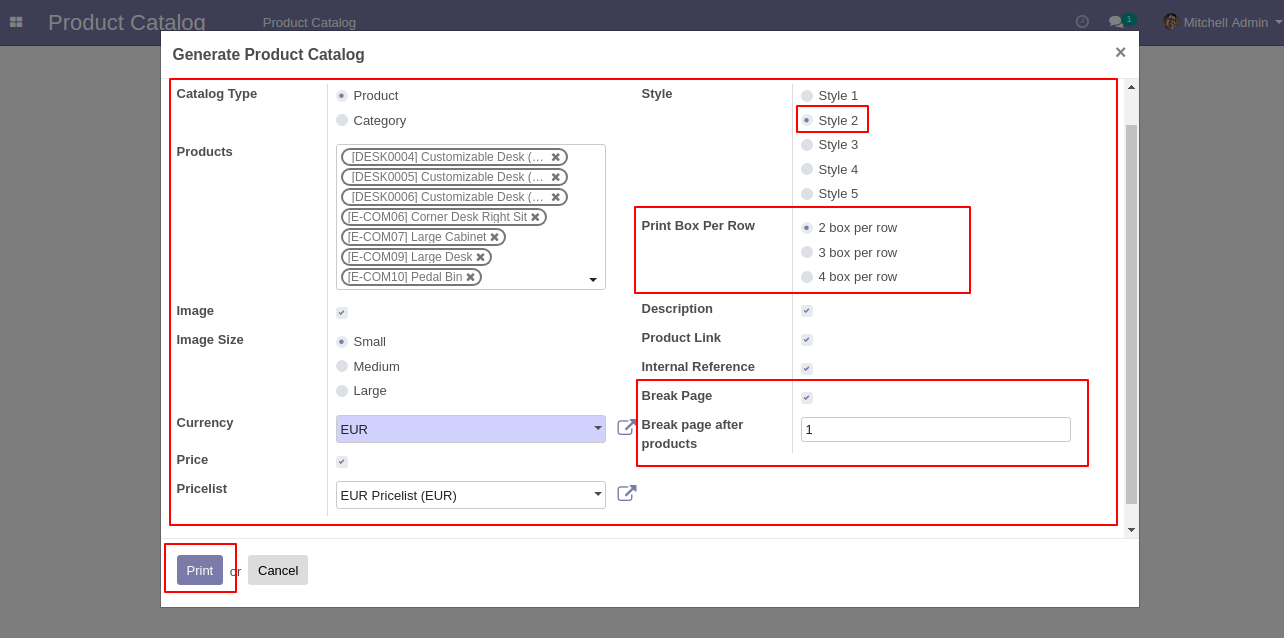 Product Catalog
Product Catalog
1
Mitchell Admin
Generate Product Catalog
×
Catalog Type
Product
Category
Products
[DESK0004] Customizable Desk (…
[DESK0005] Customizable Desk (…
[DESK0006] Customizable Desk (…
[E-COM06] Corner Desk Right Sit
[E-COM07] Large Cabinet
[E-COM09] Large Desk
[E-COM10] Pedal Bin
Image
Image Size
Small
Medium
Large
Currency
EUR
Price
Pricelist
EUR Pricelist (EUR)
Style
Style 1
Style 2
Style 3
Style 4
Style 5
Print Box Per Row
2 box per row
3 box per row
4 box per row
Description
Product Link
Internal Reference
Break Page
Break page after
products
1
Print
or
Cancel